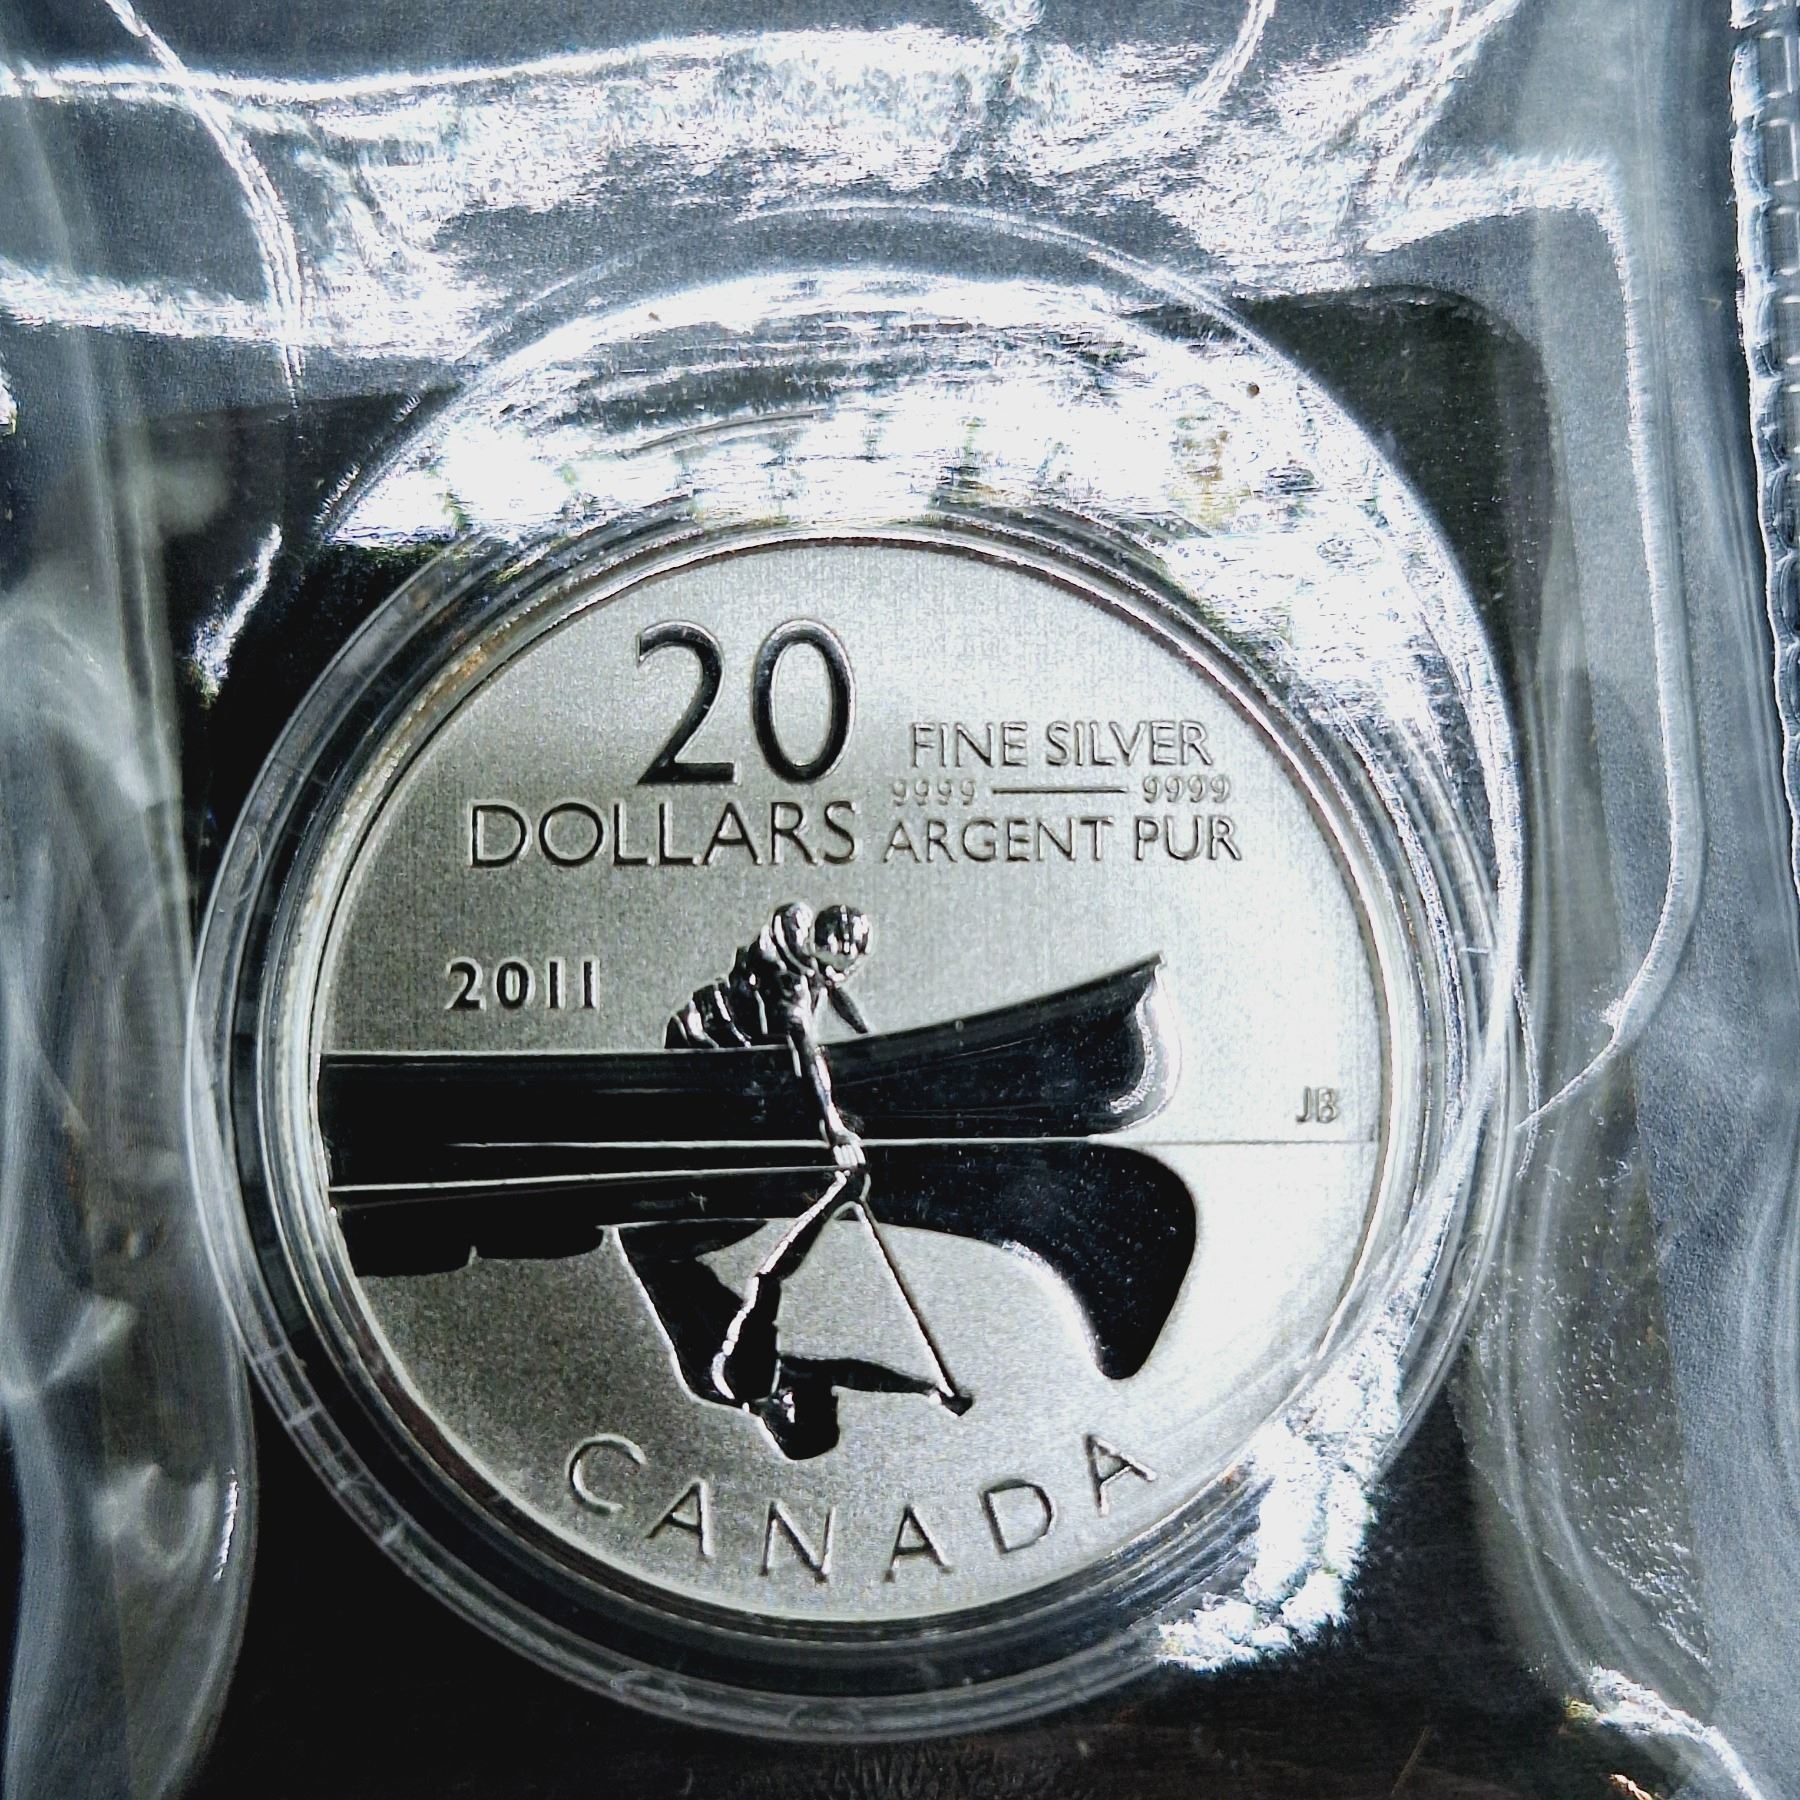 20
DOLLARS
FINE SILVER
9999 — 9999
ARGENT PUR
2011
JB
CANADA